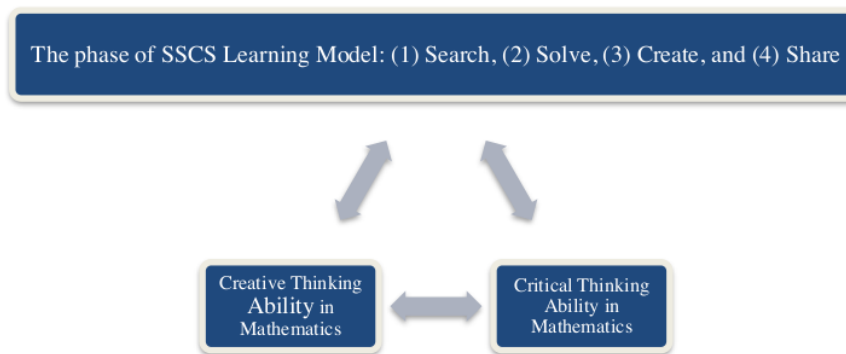 The phase of SSCS Learning Model: (1) Search, (2) Solve, (3) Create, and (4) Share
Creative Thinking
Ability in
Mathematics
Critical Thinking
Ability in
Mathematics